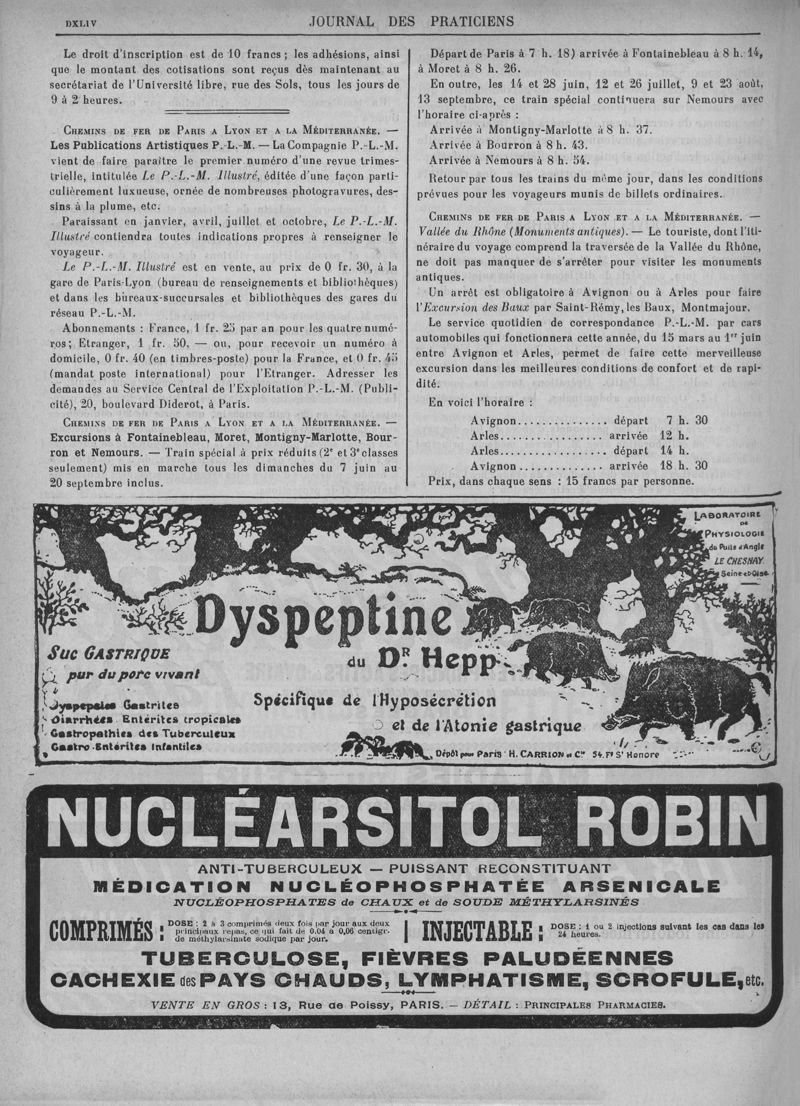 DXLIV
JOURNAL DES PRATICIENS
Le droit d'inscription est de 10 francs ; les adhésions, ainsi
que le montant des cotisations sont reçus dès maintenant au
secrétariat de l'Université libre, rue des Sols, tous les jours de
9 à 2 heures.
CHEMINS DE FER DE PARIS A LYON ET A LA MÉDITERRANÉE. —
Les Publications Artistiques P.-L.-M. — La Compagnie P.-L.-M.
vient de faire paraître le premier numéro d'une revue trimes-
trielle, intitulée Le P.-L.-M. Illustré, éditée d'une façon parti-
culièrement luxueuse, ornée de nombreuses photogravures, des-
sins à la plume, etc.
Paraissant en janvier, avril, juillet et octobre, Le P.-L.-M.
Illustré contiendra toutes indications propres à renseigner le
voyageur.
Le P.-L.-M. Illustré est en vente, au prix de 0 fr. 30, à la
gare de Paris-Lyon (bureau de renseignements et bibliothèques)
et dans les bureaux-succursales et bibliothèques des gares du
réseau P.-L.-M.
Abonnements : France, 1 fr. 25 par an pour les quatre numé-
ros ; Etranger, 1 fr. 50, — ou, pour recevoir un numéro à
domicile, 0 fr. 40 (en timbres-poste) pour la France, et 0 fr. 45
(mandat poste international) pour l'Etranger. Adresser les
demandes au Service Central de l'Exploitation P.-L.-M. (Publi-
cité), 20, boulevard Diderot, à Paris.
CHEMINS DE FER DE PARIS A LYON ET A LA MÉDITERRANÉE. —
Excursions à Fontainebleau, Moret, Montigny-Marlotte, Bour-
ron et Nemours. — Train spécial à prix réduits (2e et 3e classes
seulement) mis en marche tous les dimanches du 7 juin au
20 septembre inclus.
Départ de Paris à 7 h. 18) arrivée à Fontainebleau à 8 h. 14,
à Moret à 8 h. 26.
En outre, les 14 et 28 juin, 12 et 26 juillet, 9 et 23 août,
13 septembre, ce train spécial continuera sur Nemours avec
l'horaire ci-après :
Arrivée à Montigny-Marlotte à 8 h. 37.
Arrivée à Bourron à 8 h. 43.
Arrivée à Nemours à 8 h. 54.
Retour par tous les trains du même jour, dans les conditions
prévues pour les voyageurs munis de billets ordinaires.
CHEMINS DE FER DE PARIS A LYON ET A LA MÉDITERRANÉE. —
Vallée du Rhône (Monuments antiques). — Le touriste, dont l'iti-
néraire du voyage comprend la traversée de la Vallée du Rhône,
ne doit pas manquer de s'arrêter pour visiter les monuments
antiques.
Un arrêt est obligatoire à Avignon ou à Arles pour faire
l'Excursion des Baux par Saint-Rémy, les Baux, Montmajour.
Le service quotidien de correspondance P.-L.-M. par cars
automobiles qui fonctionnera cette année, du 15 mars au 1er juin
entre Avignon et Arles, permet de faire cette merveilleuse
excursion dans les meilleures conditions de confort et de rapi-
dité.
En voici l'horaire :
Avignon............... départ 7 h. 30
Arles................. arrivée 12 h.
Arles................. départ 14 h.
Avignon .............. arrivée 18 h. 30
Prix, dans chaque sens : 15 francs par personne.
LABORATOIRE
DE
PHYSIOLOGIE
du Puits d'Angle
LE CHESNAY
Seine et Oise
Dyspeptine
du Dr. Hepp
SUC GASTRIQUE
pur du porc vivant
Dyspepsies Gastrites
Diarrhées Entérites tropicales
Gastropathies des Tuberculeux
Gastro-Entérites Infantiles
Spécifique de l'Hyposécrétion
et de l'Atonie gastrique
Dépôt pour Paris H. CARRION et Cie 54. Fg St Honore
NUCLÉARSITOL ROBIN
ANTI-TUBERCULEUX — PUISSANT RECONSTITUANT
MÉDICATION NUCLÉOPHOSPHATÉE ARSENICALE
NUCLÉOPHOSPHATES de CHAUX et de SOUDE MÉTHYLARSINÉS
COMPRIMÉS : DOSE : 2 à 3 comprimés deux fois par jour aux deux
principaux repas, ce qui fait de 0.04 à 0,06 centigr.
de méthylarsinate sodique par jour.
INJECTABLE : DOSE : 1 ou 2 injections suivant les cas dans les
24 heures.
TUBERCULOSE, FIÈVRES PALUDÉENNES
CACHEXIE des PAYS CHAUDS, LYMPHATISME, SCROFULE, etc.
VENTE EN GROS : 13, Rue de Poissy, PARIS. — DÉTAIL : PRINCIPALES PHARMACIES.